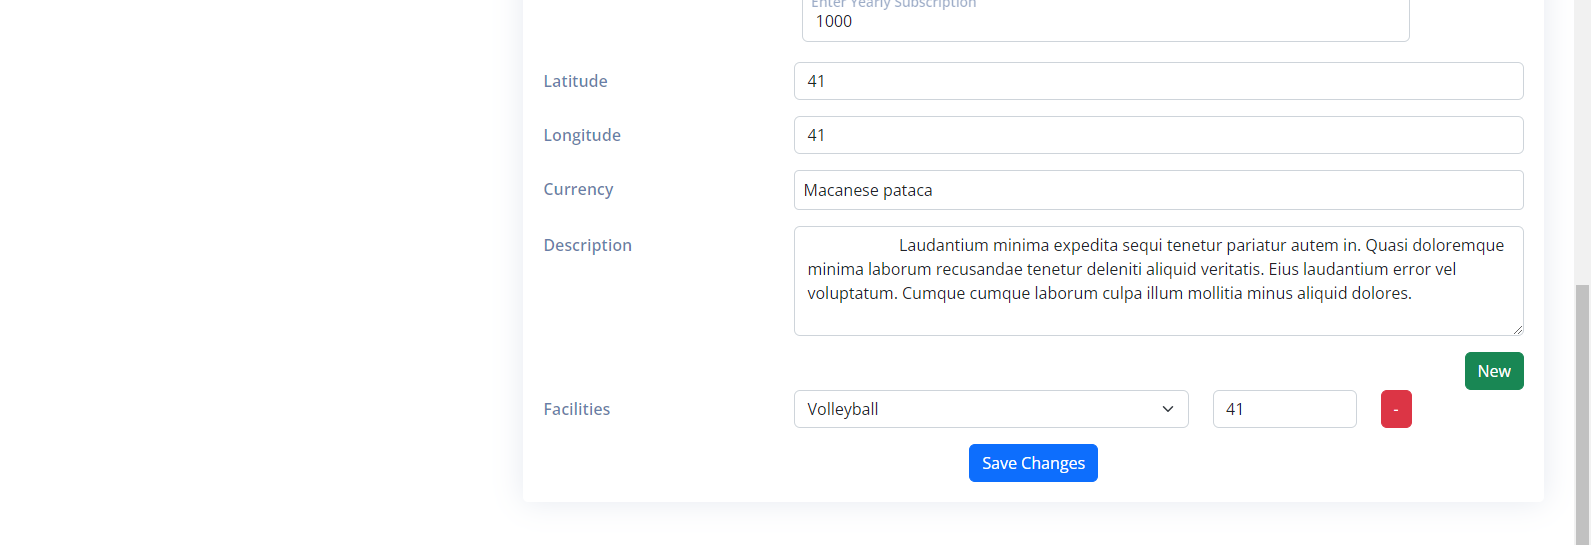 Enter Yearly Subscription
1000
Latitude
41
Longitude
41
Currency
Macanese pataca
Description
Laudantium minima expedita sequi tenetur pariatur autem in. Quasi doloremque
minima laborum recusandae tenetur deleniti aliquid veritatis. Eius laudantium error vel
voluptatum. Cumque cumque laborum culpa illum mollitia minus aliquid dolores.
New
Facilities
Volleyball
41
-
Save Changes